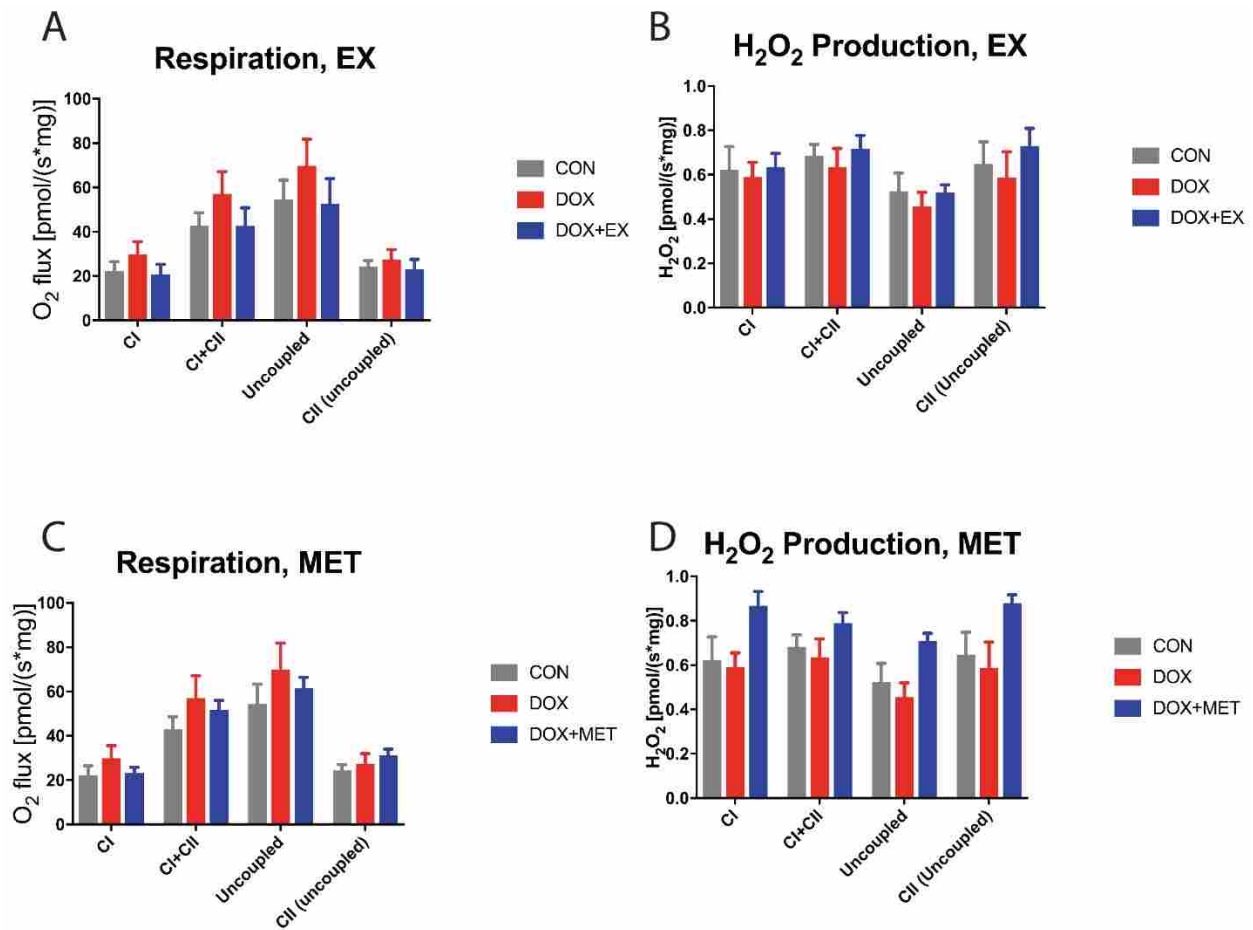 A
Respiration, EX
O2 flux [pmol/(s*mg)]
100
80
60
40
20
0
CI
CI+CII
Uncoupled
CII (uncoupled)
CON
DOX
DOX+EX
B
H2O2 Production, EX
H2O2 [pmol/(s*mg)]
1.0
0.8
0.6
0.4
0.2
0.0
CI
CI+CII
Uncoupled
CII (Uncoupled)
CON
DOX
DOX+EX
C
Respiration, MET
O2 flux [pmol/(s*mg)]
100
80
60
40
20
0
CI
CI+CII
Uncoupled
CII (uncoupled)
CON
DOX
DOX+MET
D
H2O2 Production, MET
H2O2 [pmol/(s*mg)]
1.0
0.8
0.6
0.4
0.2
0.0
CI
CI+CII
Uncoupled
CII (Uncoupled)
CON
DOX
DOX+MET